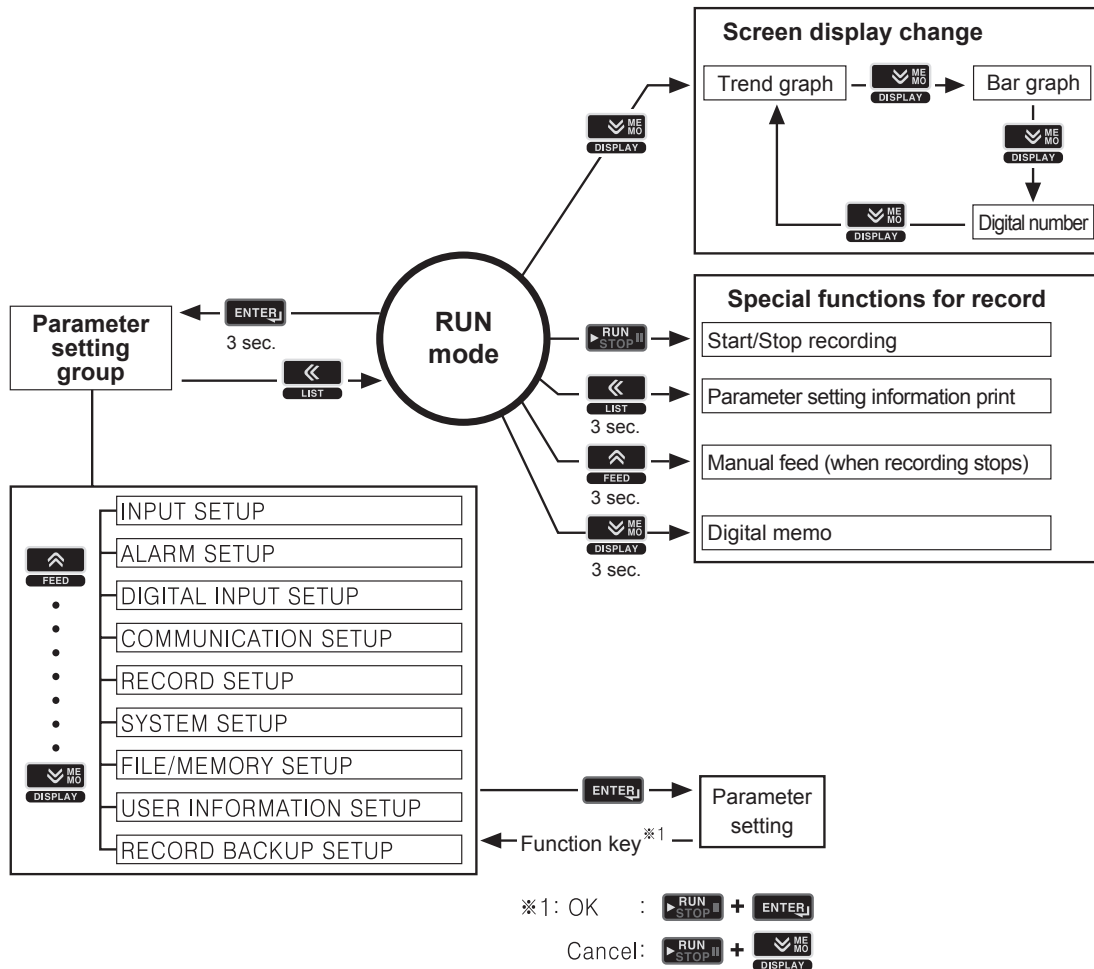 Screen display change
Trend graph
ME
MO
DISPLAY
Bar graph
ME
MO
DISPLAY
ME
MO
DISPLAY
ME
MO
DISPLAY
Digital number
Parameter
setting
group
ENTER
3 sec.
LIST
RUN
mode
Special functions for record
RUN
STOP
Start/Stop recording
LIST
3 sec.
Parameter setting information print
FEED
3 sec.
Manual feed (when recording stops)
ME
MO
DISPLAY
3 sec.
Digital memo
FEED
ME
MO
DISPLAY
INPUT SETUP
ALARM SETUP
DIGITAL INPUT SETUP
COMMUNICATION SETUP
RECORD SETUP
SYSTEM SETUP
FILE/MEMORY SETUP
USER INFORMATION SETUP
RECORD BACKUP SETUP
ENTER
Function key※1
Parameter
setting
※1: OK : RUN STOP + ENTER
Cancel: RUN STOP + ME MO DISPLAY